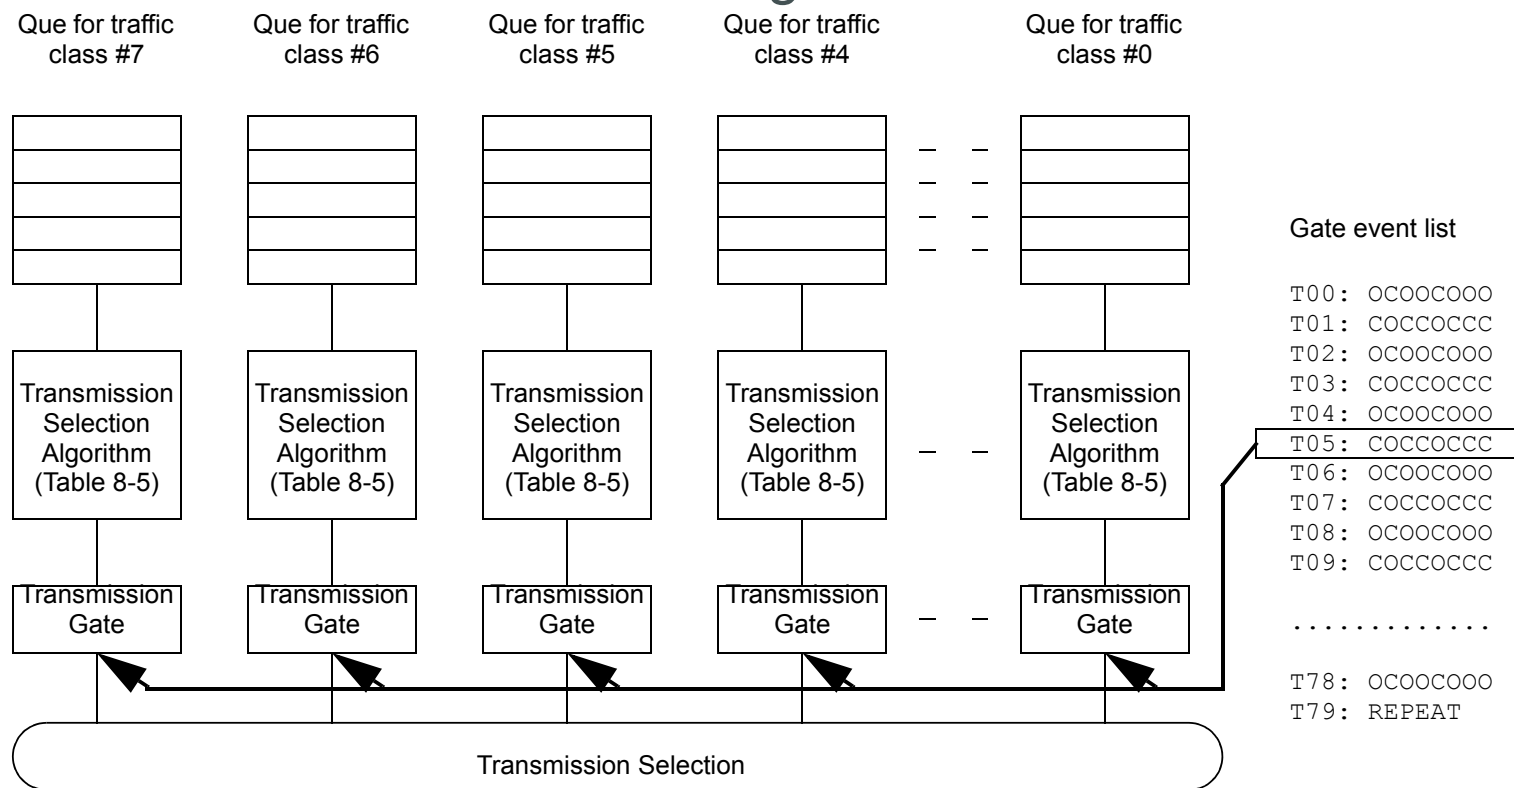 Que for traffic
class #7
Que for traffic
class #6
Que for traffic
class #5
Que for traffic
class #4
Que for traffic
class #0
Transmission
Selection
Algorithm
(Table 8-5)
Transmission
Selection
Algorithm
(Table 8-5)
Transmission
Selection
Algorithm
(Table 8-5)
Transmission
Selection
Algorithm
(Table 8-5)
Transmission
Selection
Algorithm
(Table 8-5)
Transmission
Gate
Transmission
Gate
Transmission
Gate
Transmission
Gate
Transmission
Gate
Transmission Selection
Gate event list
T00: OCOOCOOO
T01: COCCOCCC
T02: OCOOCOOO
T03: COCCOCCC
T04: OCOOCOOO
T05: COCCOCCC
T06: OCOOCOOO
T07: COCCOCCC
T08: OCOOCOOO
T09: COCCOCCC
.............
T78: OCOOCOOO
T79: REPEAT